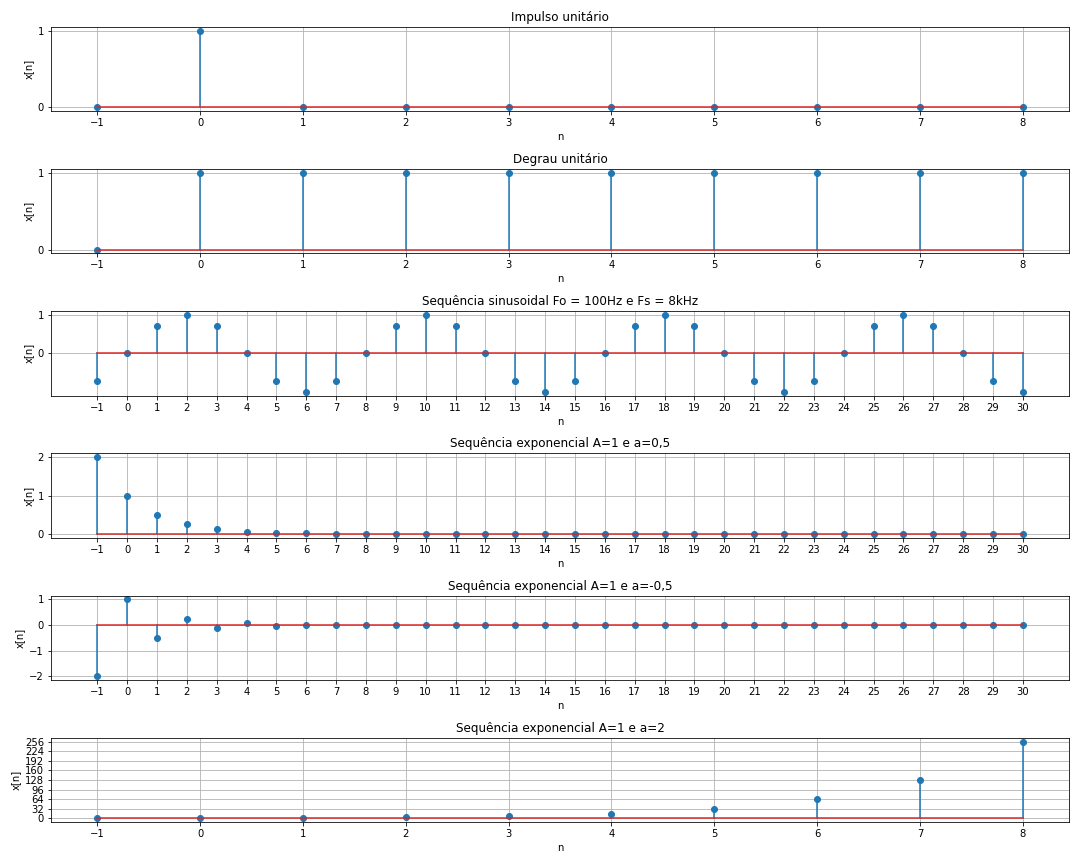 Impulso unitário
1
x[n]
0
−1 0 1 2 3 4 5 6 7 8
n
Degrau unitário
1
x[n]
0
−1 0 1 2 3 4 5 6 7 8
n
Sequência sinusoidal Fo = 100Hz e Fs = 8kHz
1
0
x[n]
−1 0 1 2 3 4 5 6 7 8 9 10 11 12 13 14 15 16 17 18 19 20 21 22 23 24 25 26 27 28 29 30
n
Sequência exponencial A=1 e a=0,5
2
1
x[n]
0
−1 0 1 2 3 4 5 6 7 8 9 10 11 12 13 14 15 16 17 18 19 20 21 22 23 24 25 26 27 28 29 30
n
Sequência exponencial A=1 e a=-0,5
1
0
x[n]
−1
−2
−1 0 1 2 3 4 5 6 7 8 9 10 11 12 13 14 15 16 17 18 19 20 21 22 23 24 25 26 27 28 29 30
n
Sequência exponencial A=1 e a=2
256
224
192
160
x[n]
128
96
64
32
0
−1 0 1 2 3 4 5 6 7 8
n